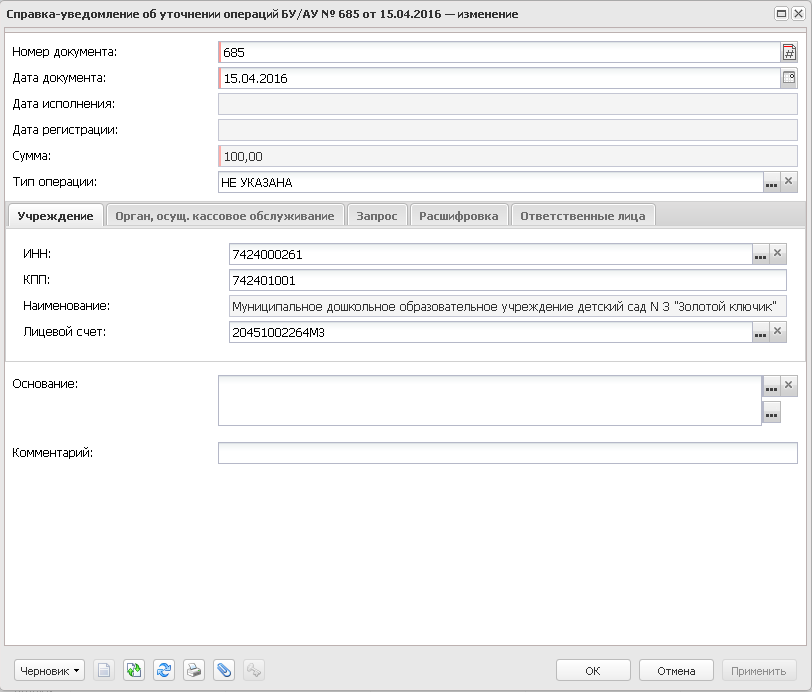 Справка-уведомление об уточнении операций БУ/АУ № 685 от 15.04.2016 — изменение
Номер документа: 685
Дата документа: 15.04.2016
Дата исполнения:
Дата регистрации:
Сумма: 100,00
Тип операции: НЕ УКАЗАНА
Учреждение Орган, осущ. кассовое обслуживание Запрос Расшифровка Ответственные лица
ИНН: 7424000261
КПП: 742401001
Наименование: Муниципальное дошкольное образовательное учреждение детский сад N 3 "Золотой ключик"
Лицевой счет: 20451002264МЗ
Основание:
Комментарий:
Черновик ОК Отмена Применить